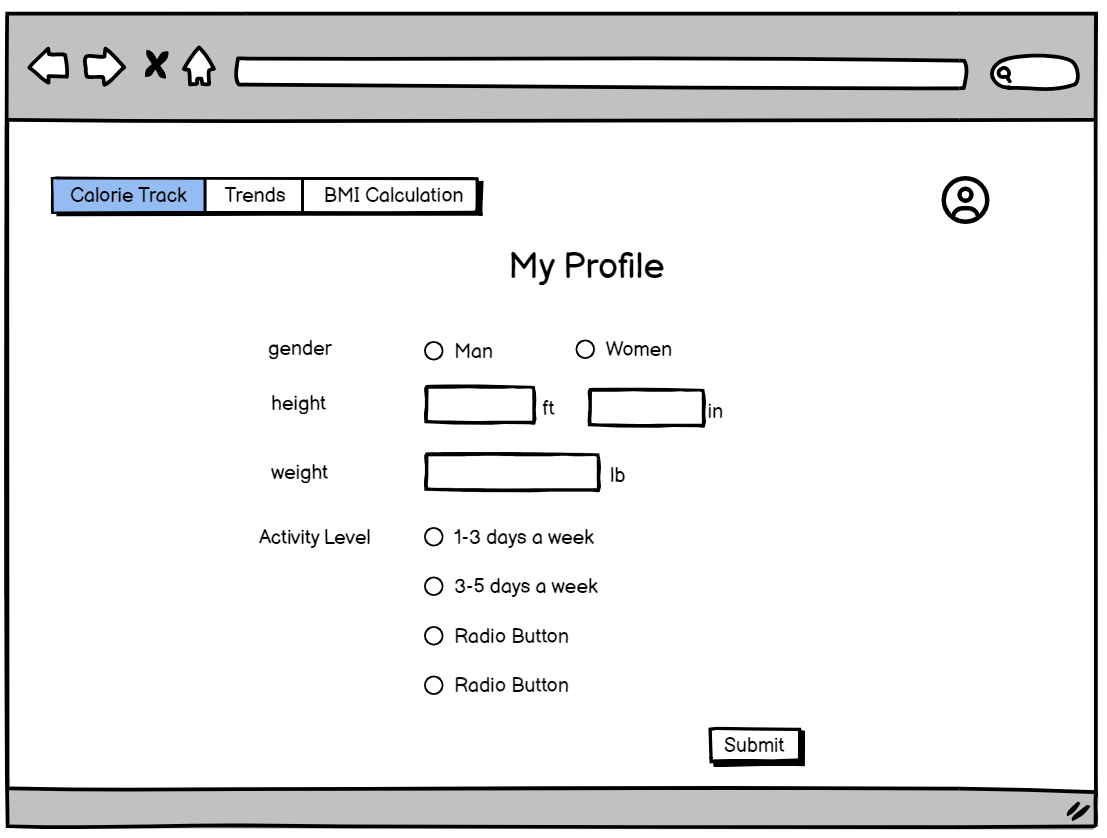 Calorie Track Trends BMI Calculation
My Profile
gender Man Women
height ft in
weight lb
Activity Level 1-3 days a week
3-5 days a week
Radio Button
Radio Button
Submit